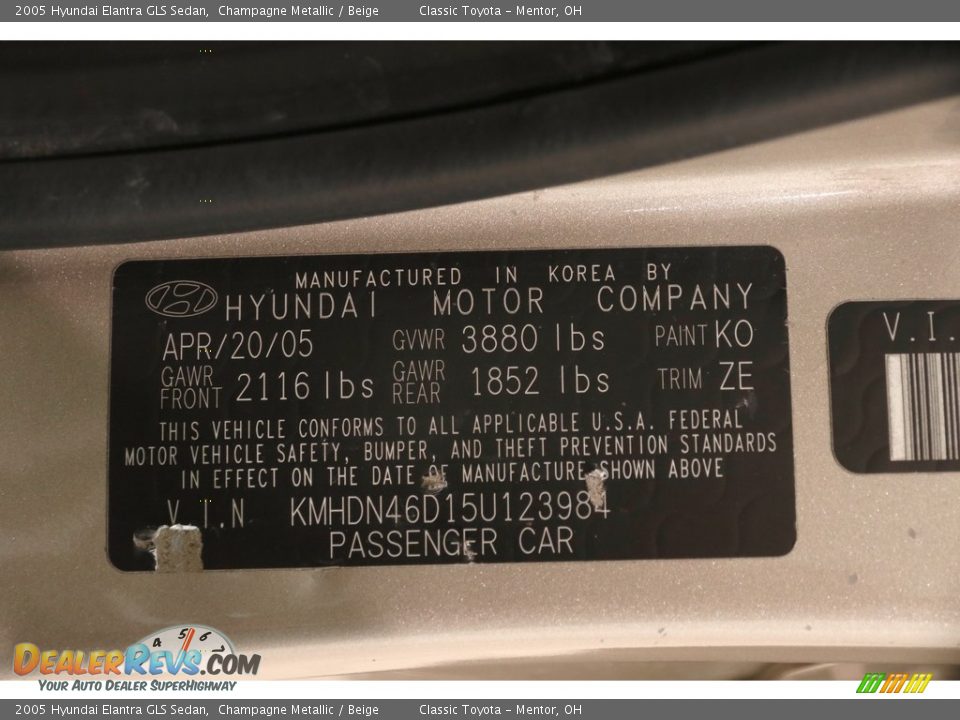 2005 Hyundai Elantra GLS Sedan, Champagne Metallic / Beige Classic Toyota – Mentor, OH
MANUFACTURED IN KOREA BY
HYUNDAI MOTOR COMPANY
APR/20/05 GVWR 3880 lbs PAINT KO
GAWR FRONT 2116 lbs GAWR REAR 1852 lbs TRIM ZE
THIS VEHICLE CONFORMS TO ALL APPLICABLE U.S.A. FEDERAL
MOTOR VEHICLE SAFETY, BUMPER, AND THEFT PREVENTION STANDARDS
IN EFFECT ON THE DATE OF MANUFACTURE SHOWN ABOVE
V.I.N KMHDN46D15U123984
PASSENGER CAR
V.I.
4 5 6
DEALERREVS.COM
YOUR AUTO DEALER SUPERHIGHWAY
2005 Hyundai Elantra GLS Sedan, Champagne Metallic / Beige Classic Toyota – Mentor, OH